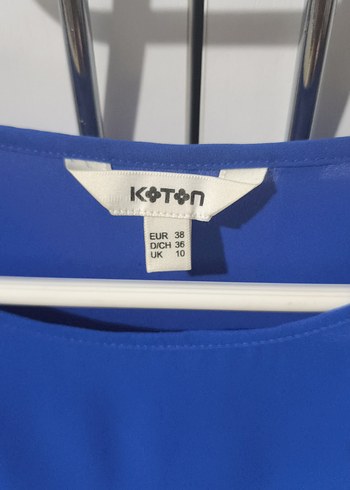 KOTON
EUR 38
D/CH 36
UK 10